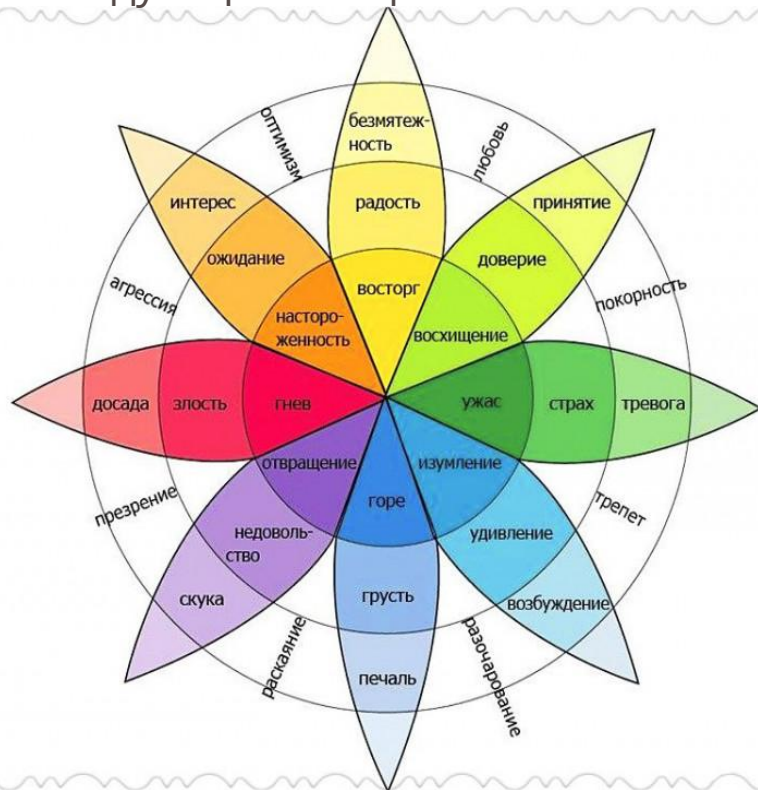 безмятеж-
ность
радость
восторг
оптимизм
любовь
интерес
ожидание
насторо-
женность
принятие
доверие
восхищение
агрессия
покорность
досада
злость
гнев
ужас
страх
тревога
отвращение
недоволь-
ство
скука
горе
грусть
печаль
изумление
удивление
возбуждение
презрение
трепет
раскаяние
разочарование